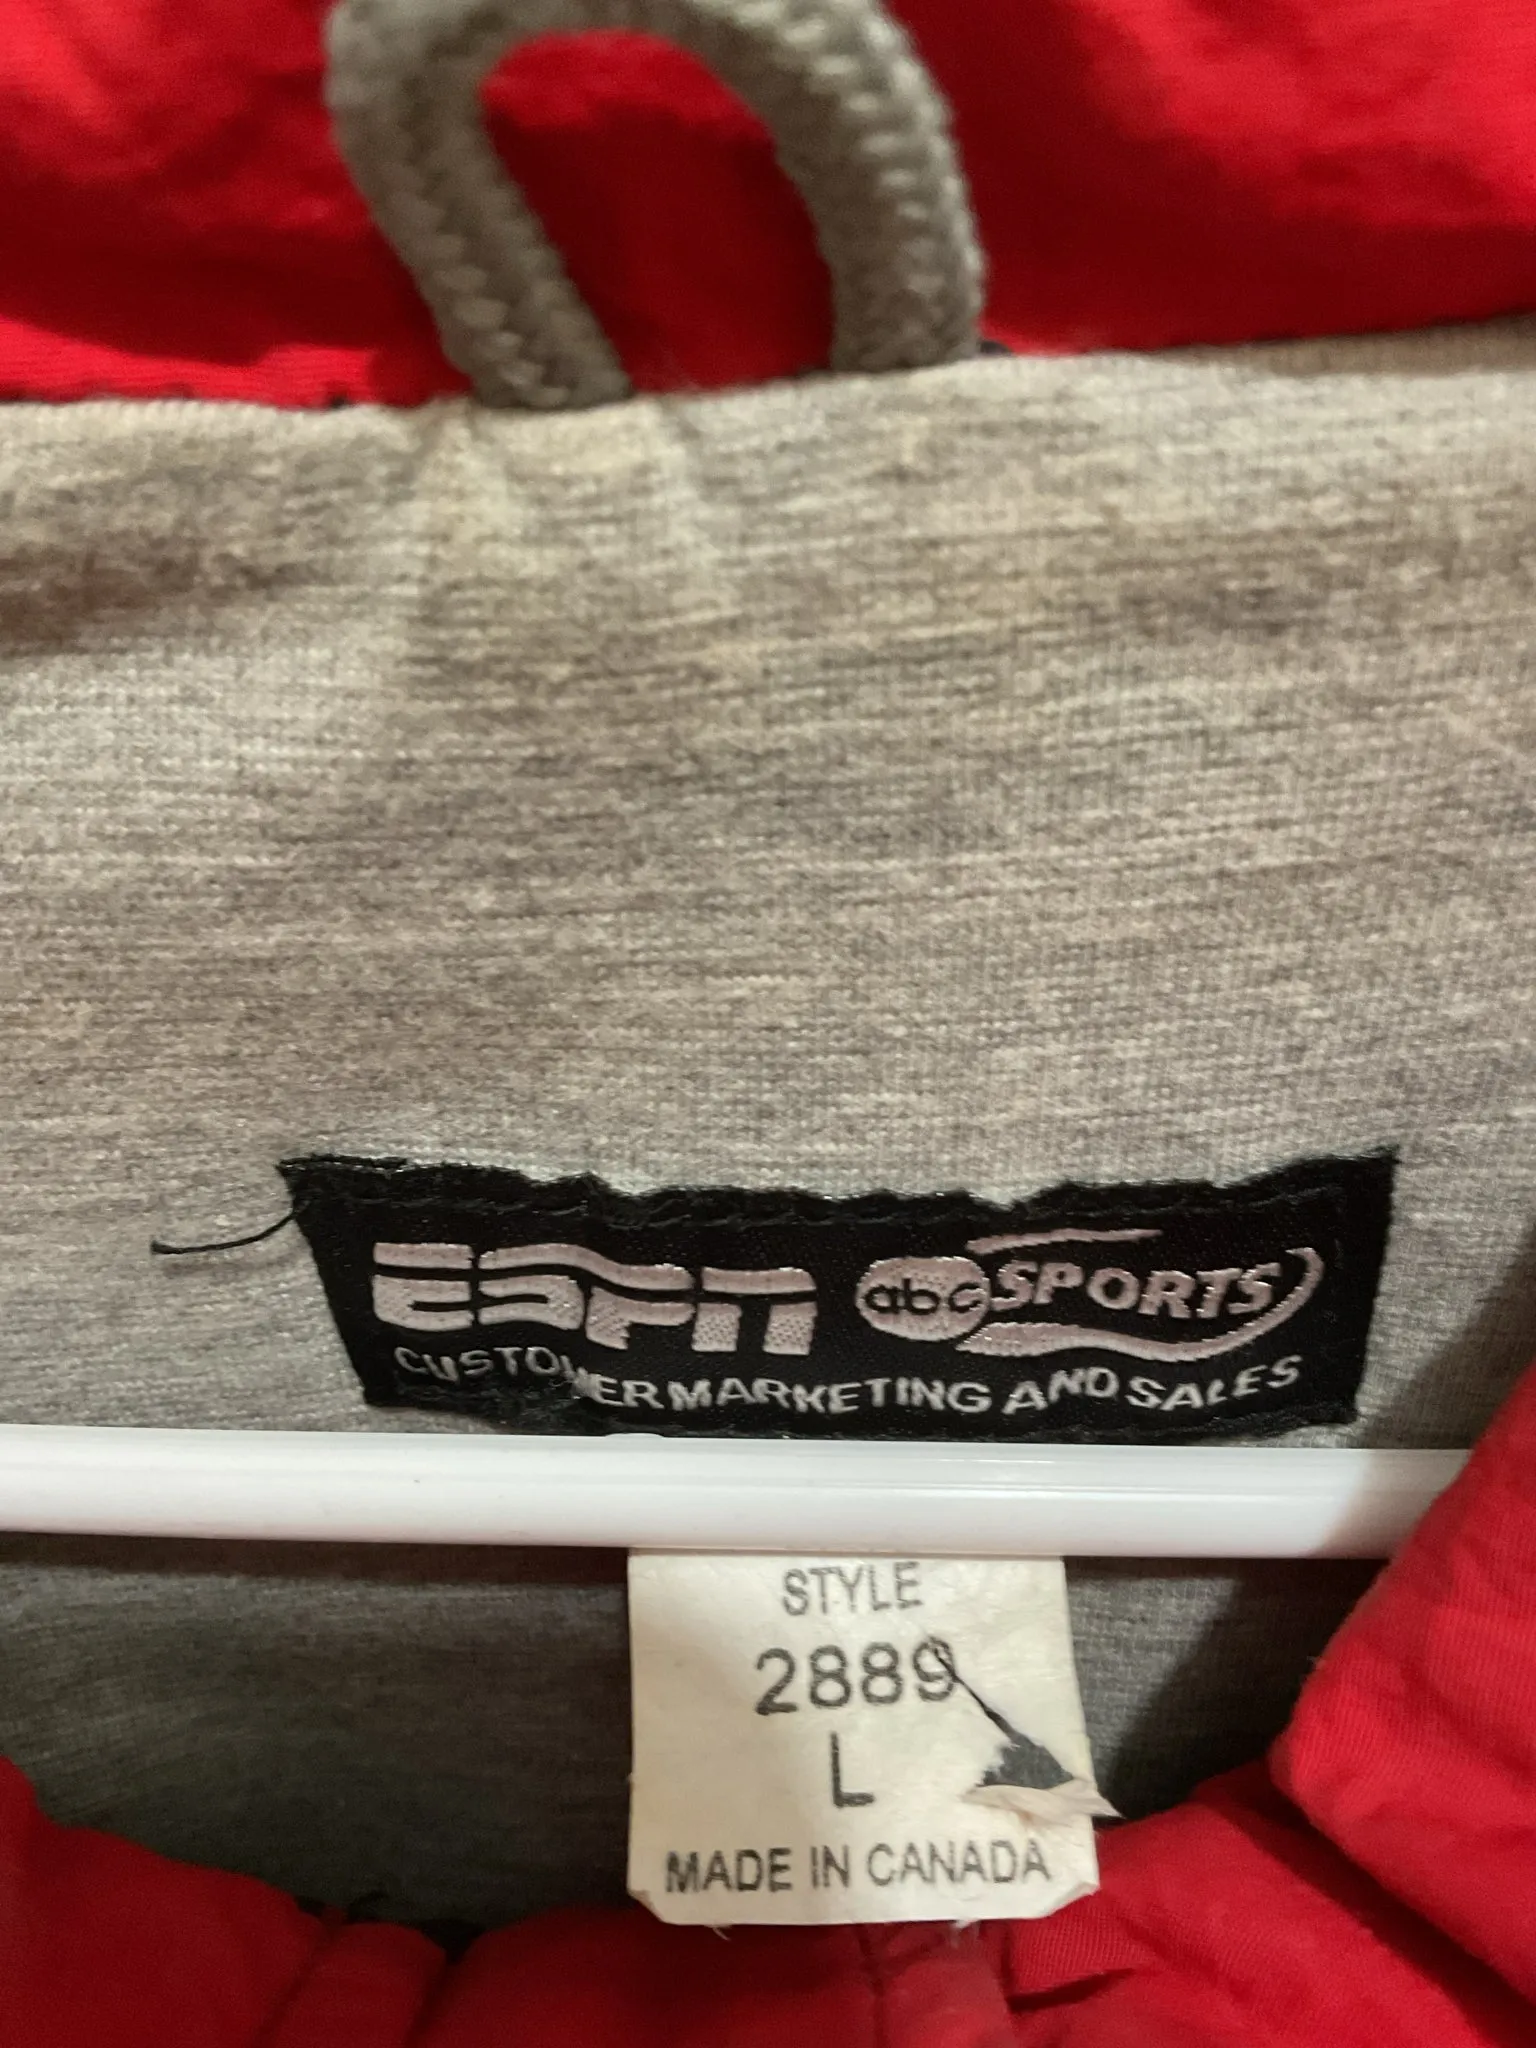 ESPN abc SPORTS
CUSTOMER MARKETING AND SALES
STYLE
2889
L
MADE IN CANADA